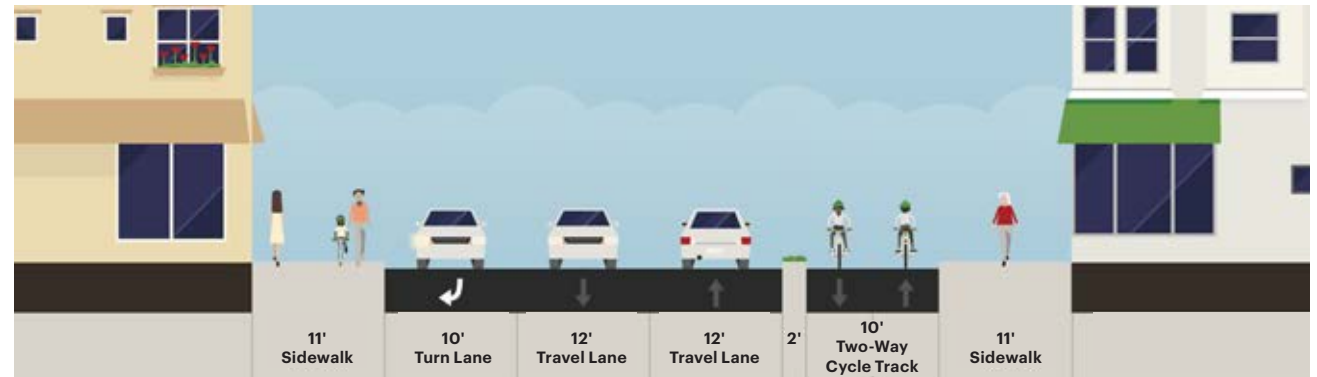 11'
Sidewalk
10'
Turn Lane
12'
Travel Lane
12'
Travel Lane
2'
10'
Two-Way
Cycle Track
11'
Sidewalk